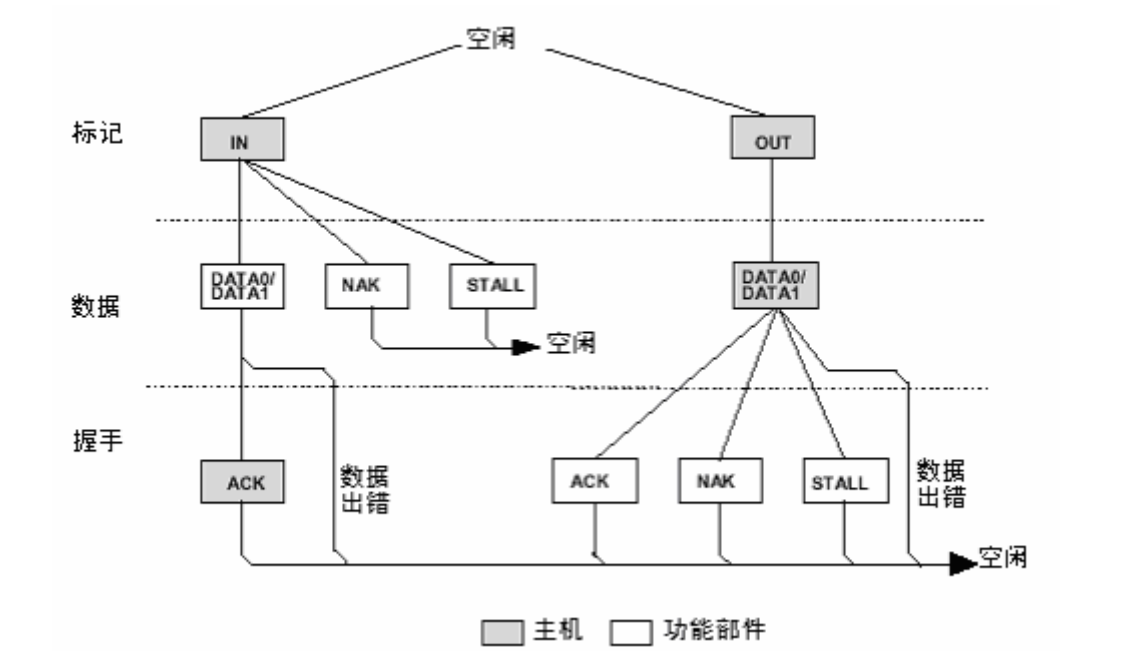 空闲
标记
IN
OUT
DATA0/
DATA1
NAK
STALL
DATA0/
DATA1
数据
空闲
握手
ACK
数据
出错
ACK
NAK
STALL
数据
出错
空闲
主机
功能部件